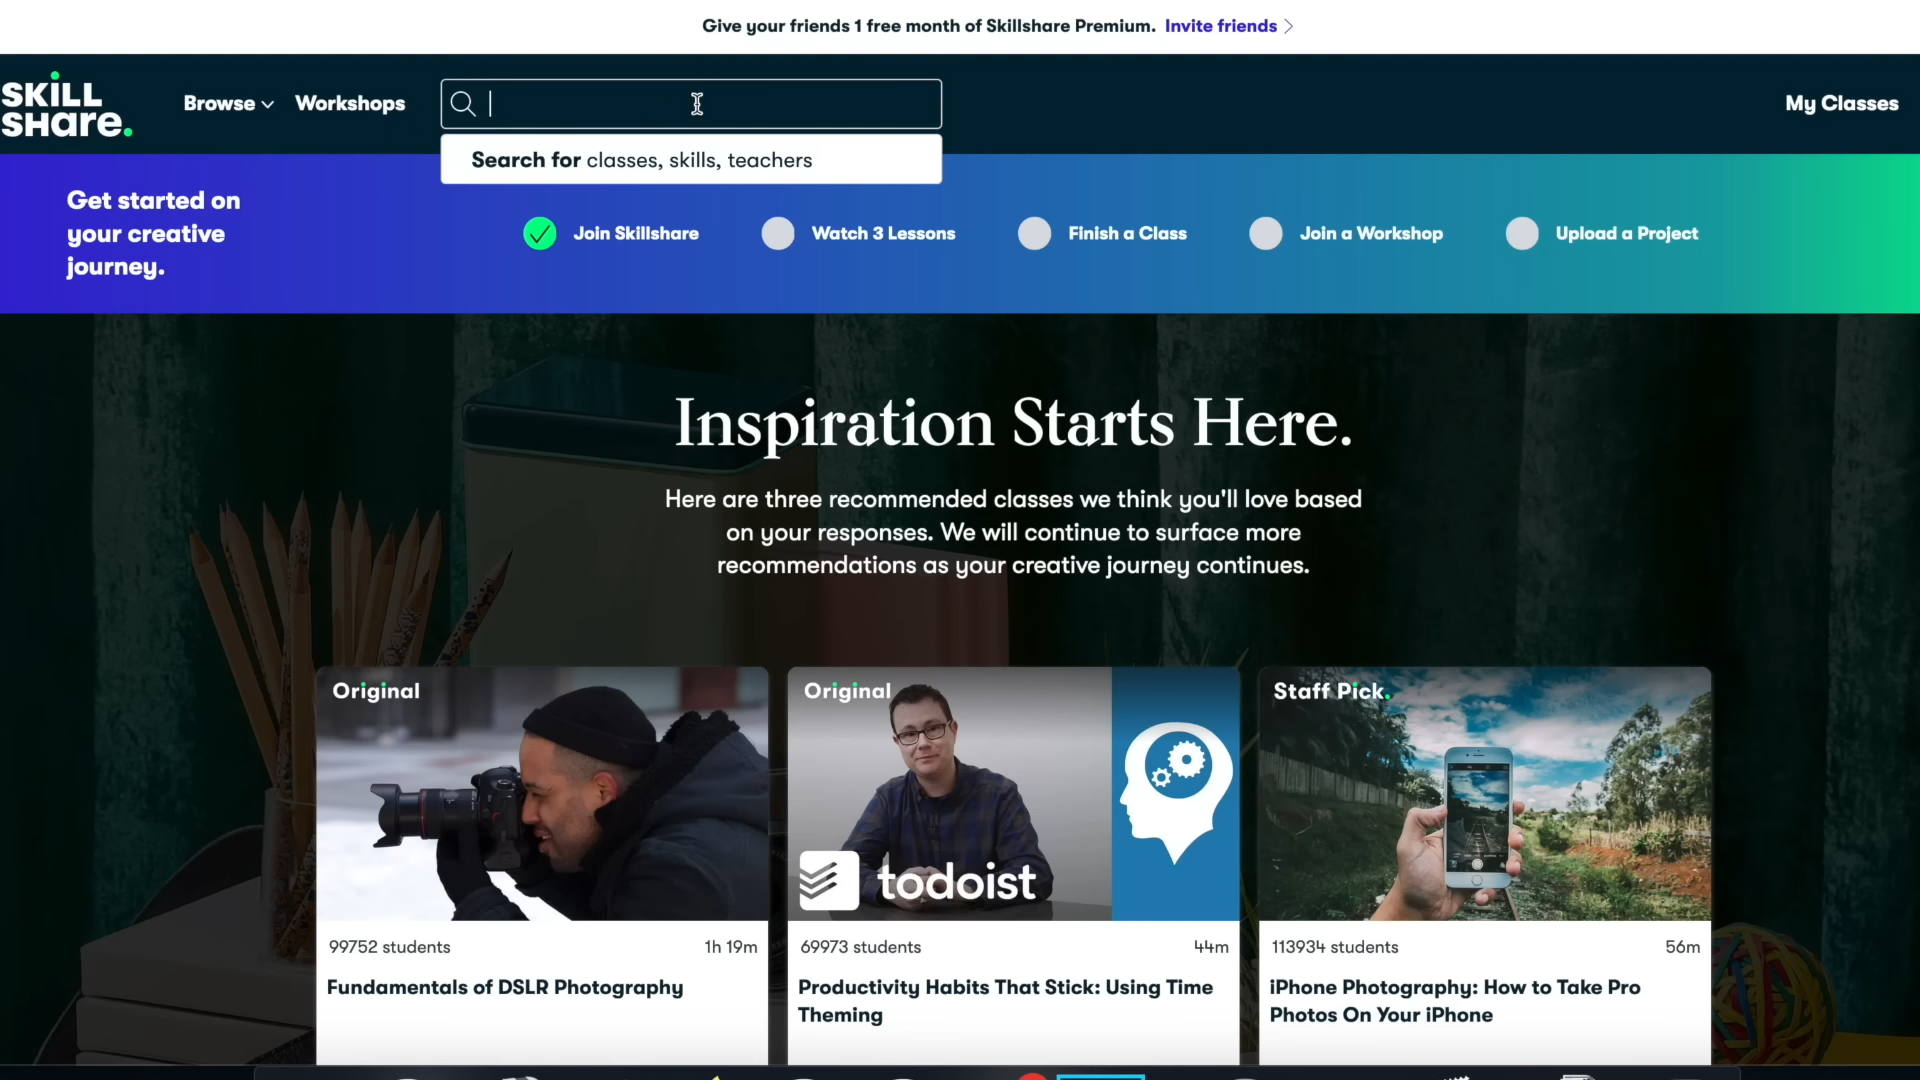 Give your friends 1 free month of Skillshare Premium. Invite friends
SKILL
SHare.
Browse
Workshops
My Classes
Search for classes, skills, teachers
Get started on
your creative
journey.
Join Skillshare
Watch 3 Lessons
Finish a Class
Join a Workshop
Upload a Project
Inspiration Starts Here.
Here are three recommended classes we think you'll love based
on your responses. We will continue to surface more
recommendations as your creative journey continues.
Original
99752 students
1h 19m
Fundamentals of DSLR Photography
Original
todoist
69973 students
44m
Productivity Habits That Stick: Using Time
Theming
Staff Pick.
113934 students
56m
iPhone Photography: How to Take Pro
Photos On Your iPhone